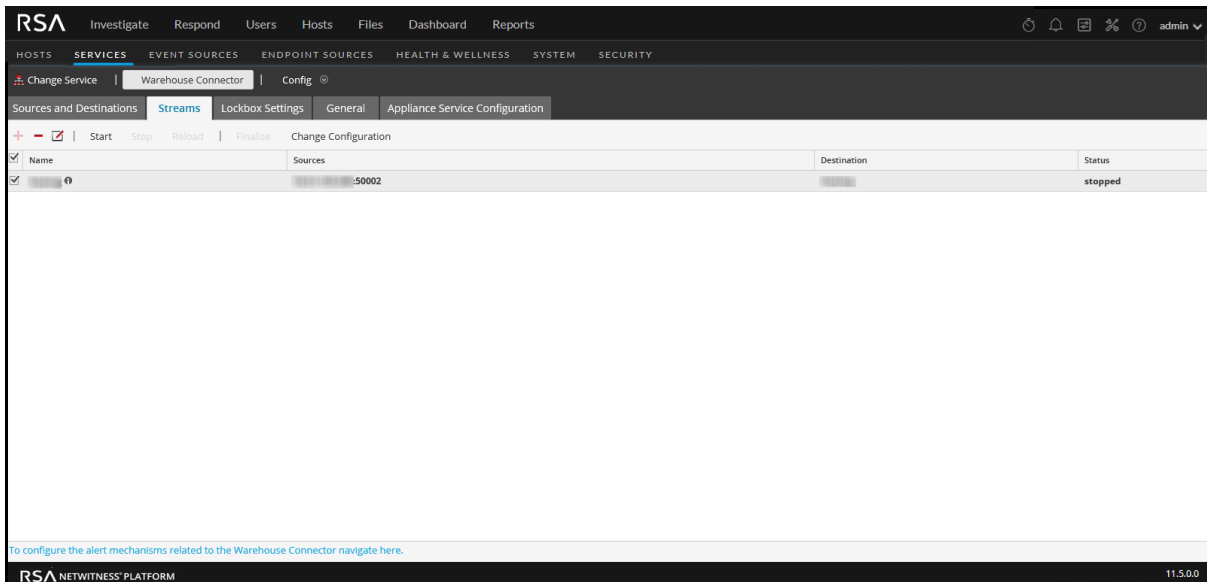 RSA Investigate Respond Users Hosts Files Dashboard Reports admin
HOSTS SERVICES EVENT SOURCES ENDPOINT SOURCES HEALTH & WELLNESS SYSTEM SECURITY
Change Service | Warehouse Connector | Config
Sources and Destinations Streams Lockbox Settings General Appliance Service Configuration
Start Stop Reload | Finalize Change Configuration
Name Sources Destination Status
:50002 stopped
To configure the alert mechanisms related to the Warehouse Connector navigate here.
RSA NETWITNESS® PLATFORM 11.5.0.0